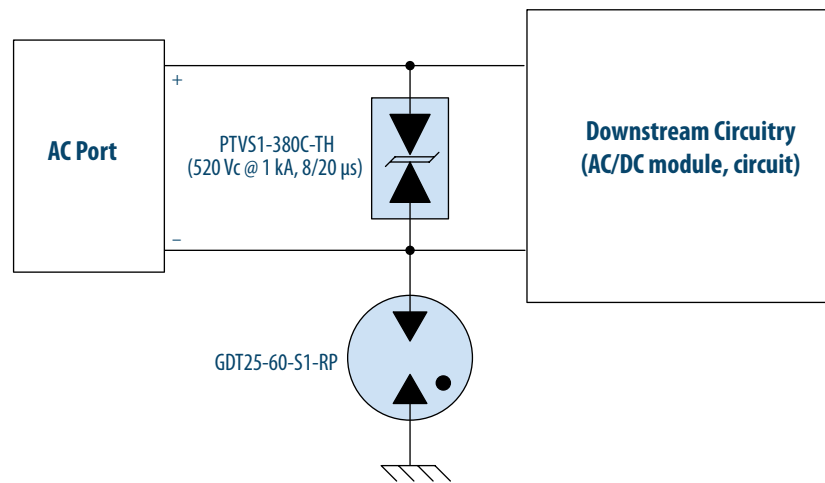 AC Port
+
−
PTVS1-380C-TH
(520 Vc @ 1 kA, 8/20 µs)
Downstream Circuitry
(AC/DC module, circuit)
GDT25-60-S1-RP